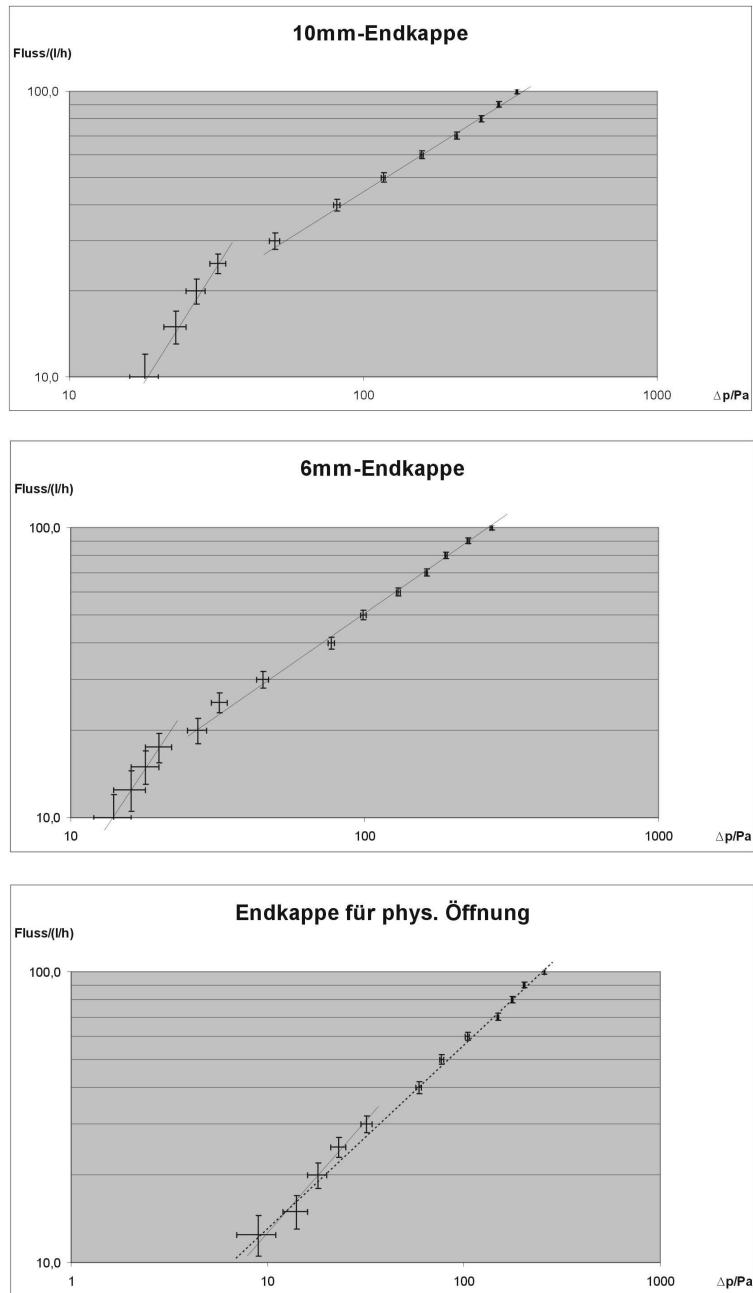 10mm-Endkappe
Fluss/(l/h)
100,0
10,0
10 100 1000 Δp/Pa
6mm-Endkappe
Fluss/(l/h)
100,0
10,0
10 100 1000 Δp/Pa
Endkappe für phys. Öffnung
Fluss/(l/h)
100,0
10,0
1 10 100 1000 Δp/Pa